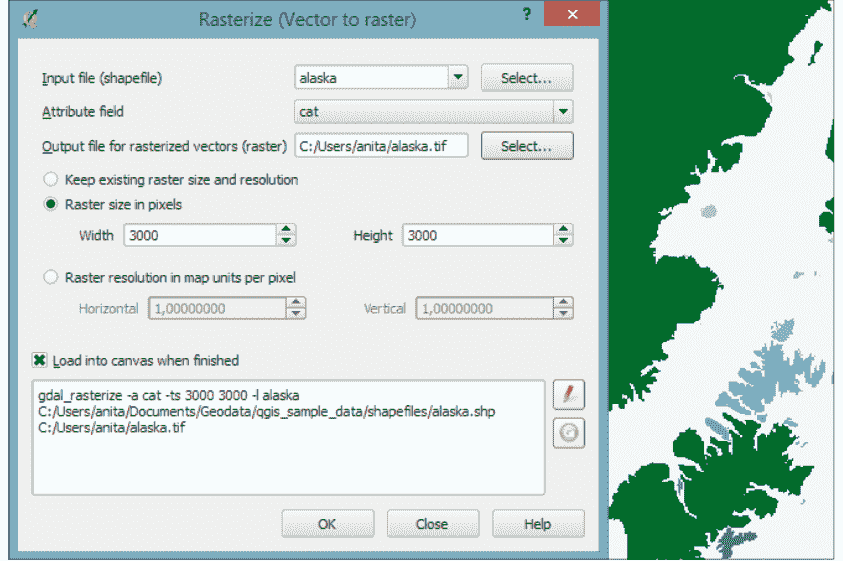 Rasterize (Vector to raster) ? ×
Input file (shapefile) alaska Select...
Attribute field cat
Output file for rasterized vectors (raster) C:/Users/anita/alaska.tif Select...
Keep existing raster size and resolution
Raster size in pixels
Width 3000 Height 3000
Raster resolution in map units per pixel
Horizontal 1,00000000 Vertical 1,00000000
Load into canvas when finished
gdal_rasterize -a cat -ts 3000 3000 -l alaska
C:/Users/anita/Documents/Geodata/qgis_sample_data/shapefiles/alaska.shp
C:/Users/anita/alaska.tif
OK Close Help